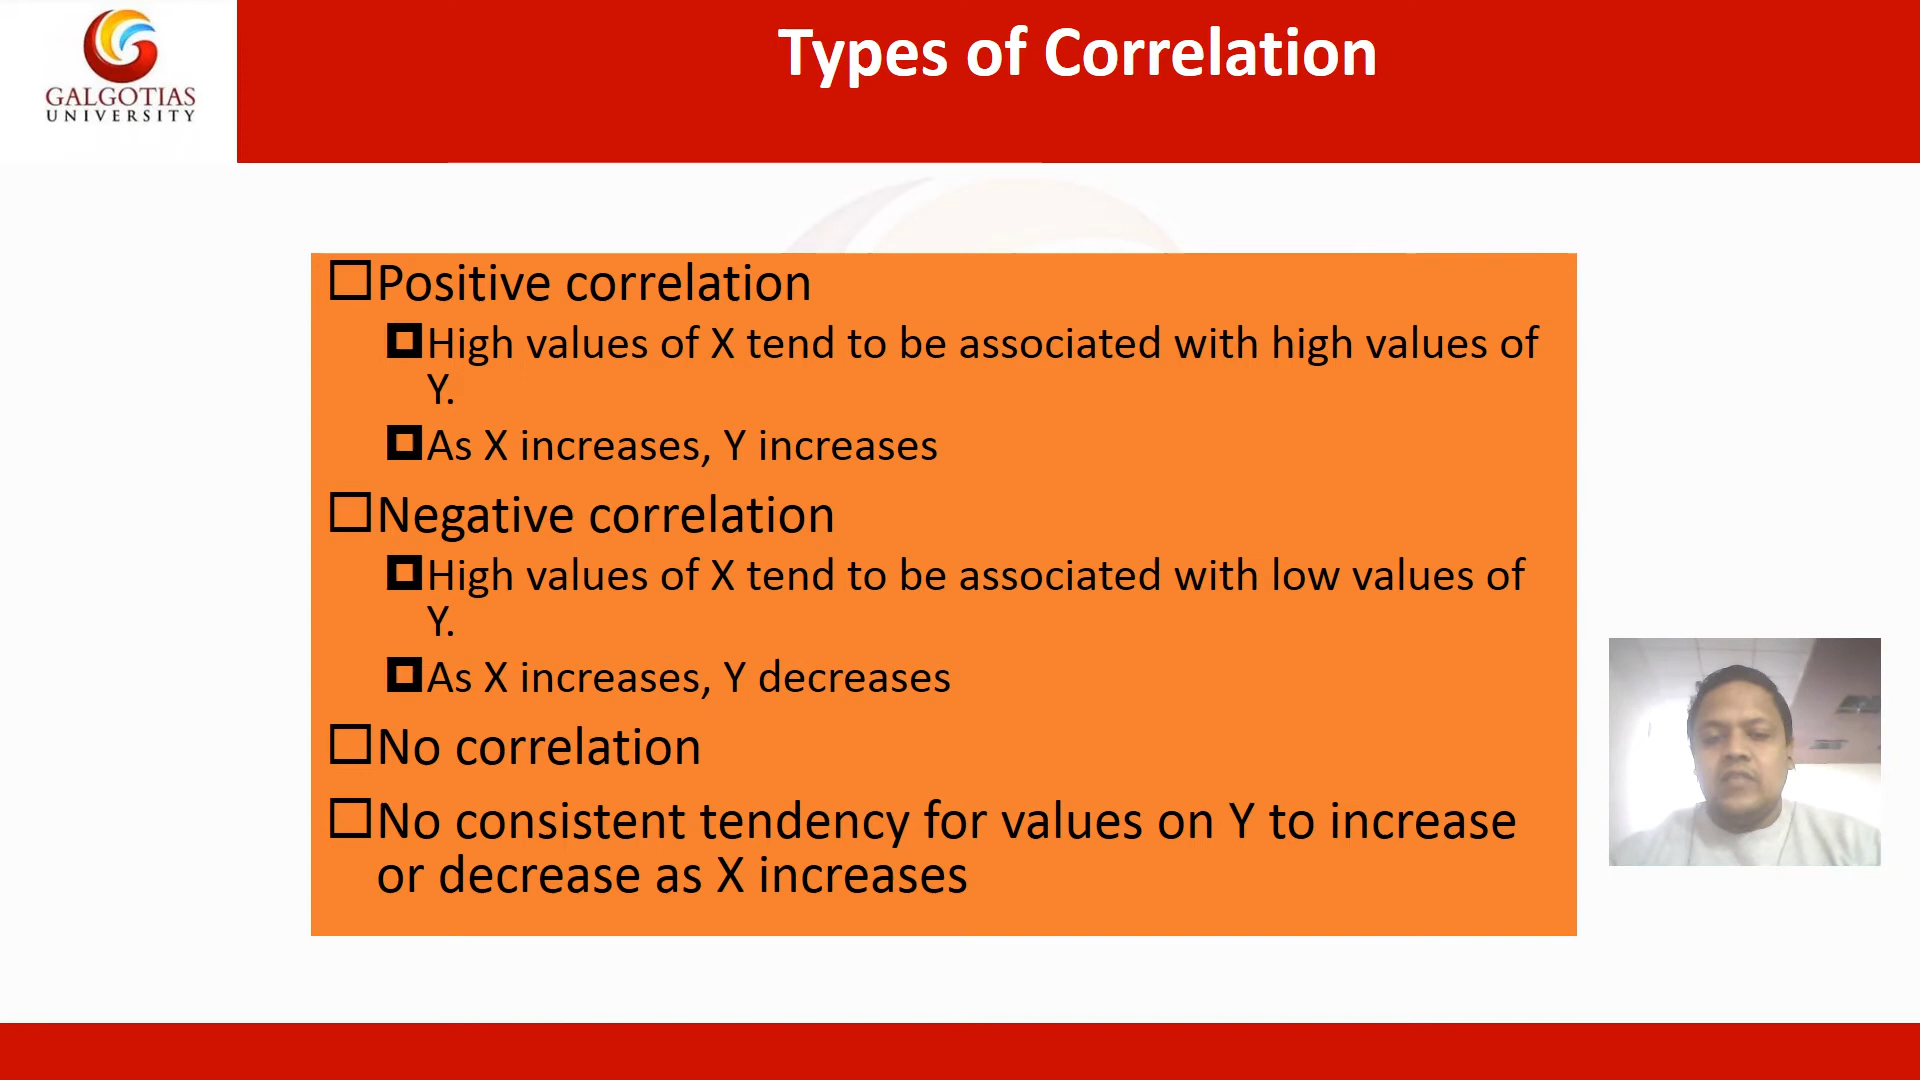 GALGOTIAS
UNIVERSITY
Types of Correlation
Positive correlation
High values of X tend to be associated with high values of
Y.
As X increases, Y increases
Negative correlation
High values of X tend to be associated with low values of
Y.
As X increases, Y decreases
No correlation
No consistent tendency for values on Y to increase
or decrease as X increases